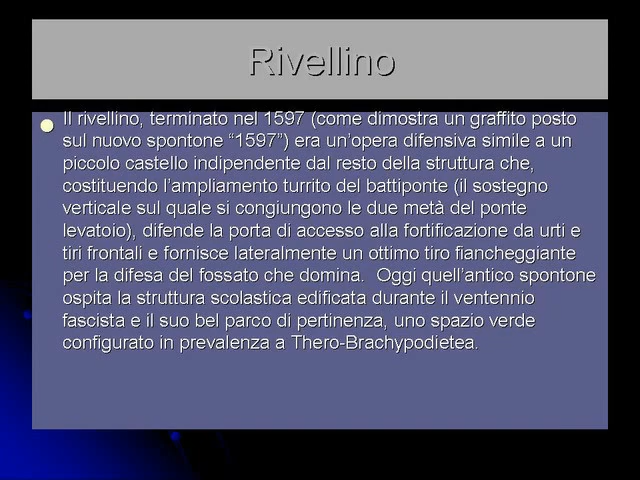 Rivellino
Il rivellino, terminato nel 1597 (come dimostra un graffito posto
sul nuovo spontone “1597”) era un’opera difensiva simile a un
piccolo castello indipendente dal resto della struttura che,
costituendo l’ampliamento turrito del battiponte (il sostegno
verticale sul quale si congiungono le due metà del ponte
levatoio), difende la porta di accesso alla fortificazione da urti e
tiri frontali e fornisce lateralmente un ottimo tiro fiancheggiante
per la difesa del fossato che domina.  Oggi quell’antico spontone
ospita la struttura scolastica edificata durante il ventennio
fascista e il suo bel parco di pertinenza, uno spazio verde
configurato in prevalenza a Thero-Brachypodietea.